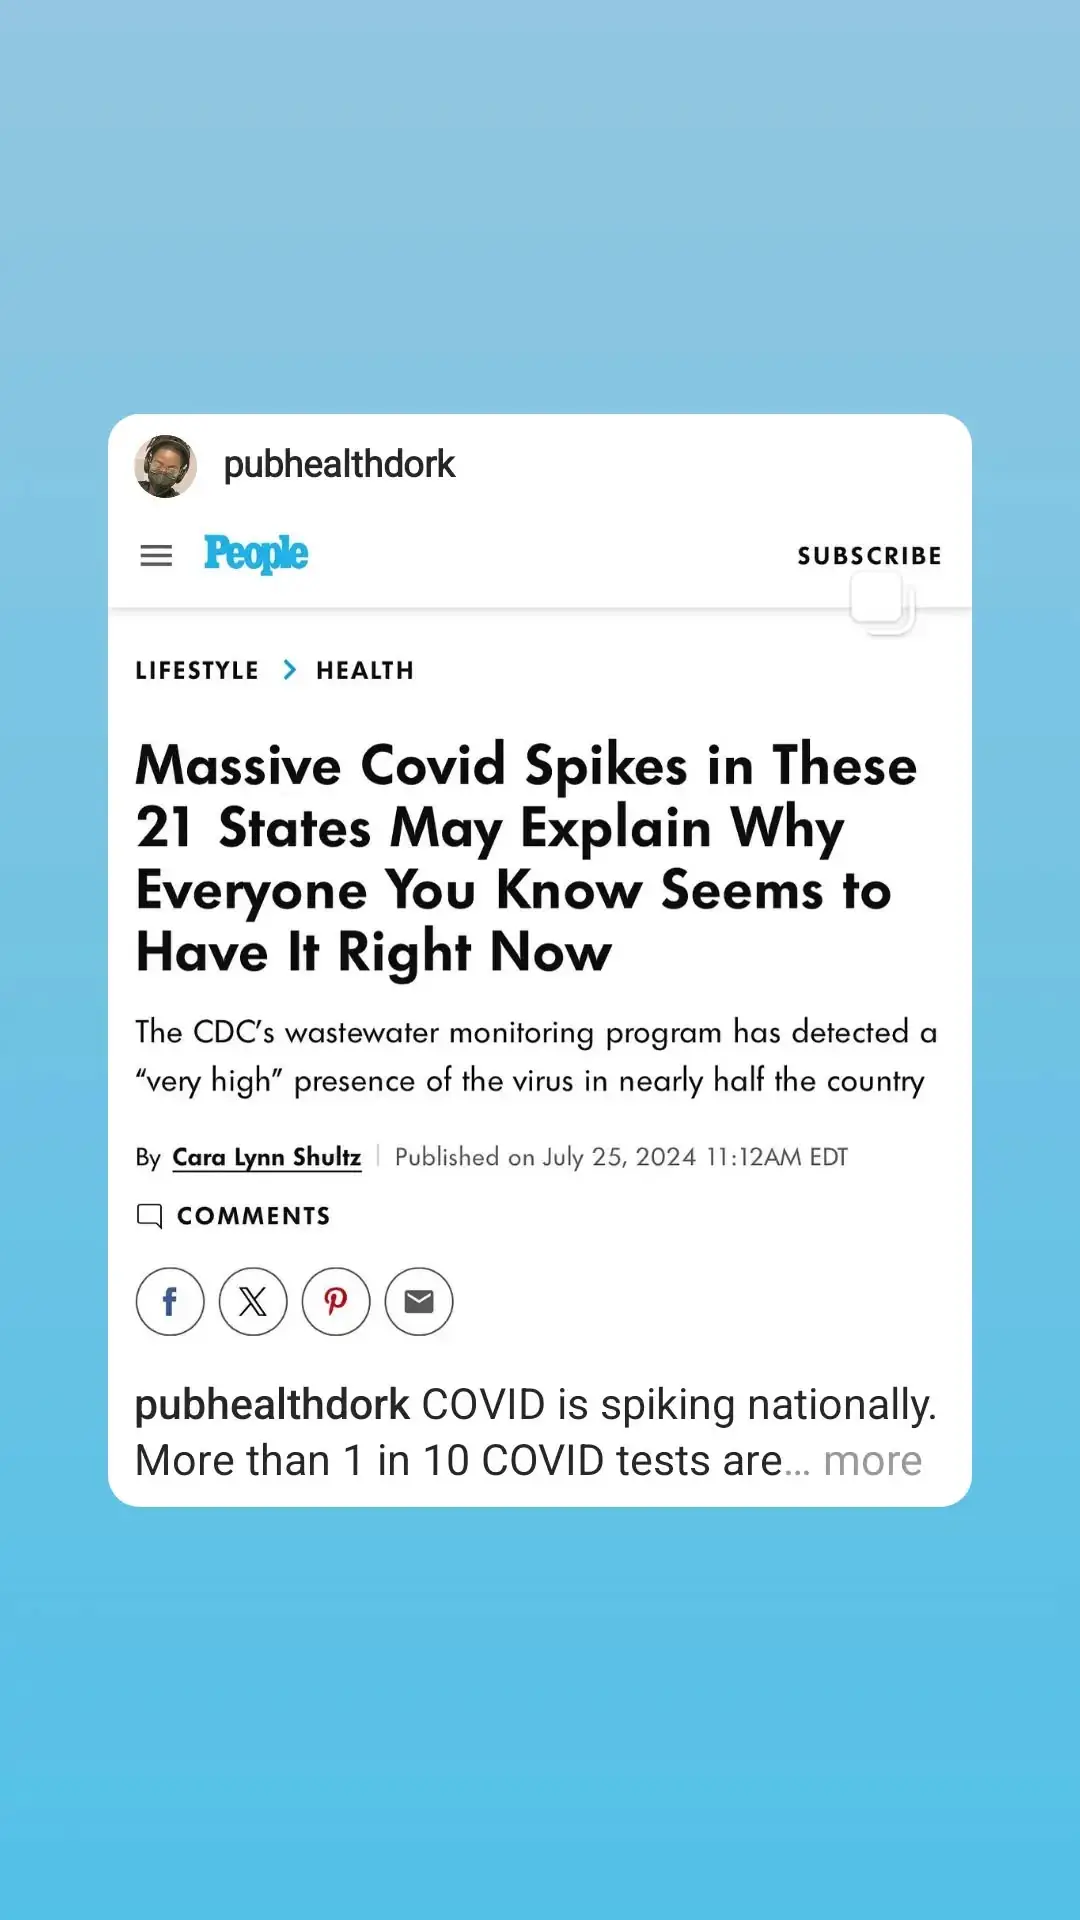 pubhealthdork
People
SUBSCRIBE
LIFESTYLE > HEALTH
Massive Covid Spikes in These
21 States May Explain Why
Everyone You Know Seems to
Have It Right Now
The CDC’s wastewater monitoring program has detected a
“very high” presence of the virus in nearly half the country
By Cara Lynn Shultz | Published on July 25, 2024 11:12AM EDT
COMMENTS
pubhealthdork COVID is spiking nationally.
More than 1 in 10 COVID tests are... more